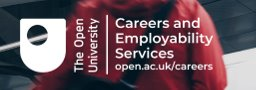 The Open
University
Careers and
Employability
Services
open.ac.uk/careers